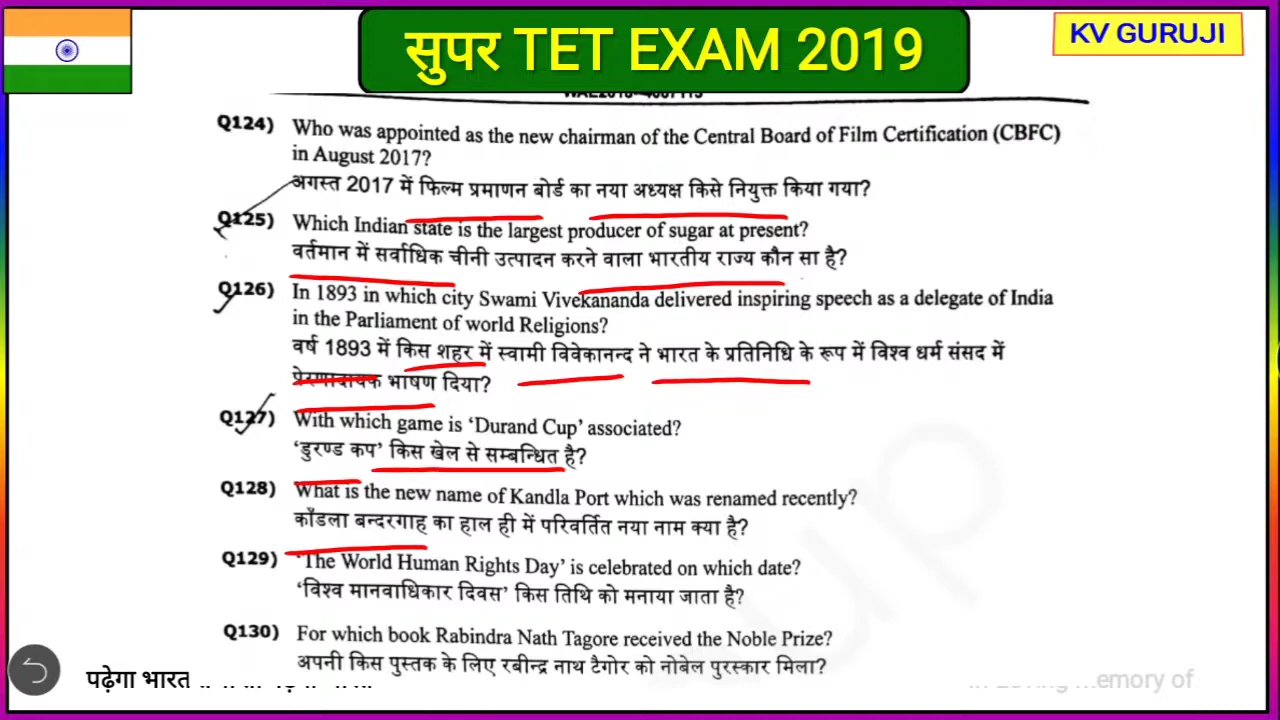 सुपर TET EXAM 2019
KV GURUJI
Q124) Who was appointed as the new chairman of the Central Board of Film Certification (CBFC)
in August 2017?
अगस्त 2017 में फिल्म प्रमाणन बोर्ड का नया अध्यक्ष किसे नियुक्त किया गया?
Q125) Which Indian state is the largest producer of sugar at present?
वर्तमान में सर्वाधिक चीनी उत्पादन करने वाला भारतीय राज्य कौन सा है?
Q126) In 1893 in which city Swami Vivekananda delivered inspiring speech as a delegate of India
in the Parliament of world Religions?
वर्ष 1893 में किस शहर में स्वामी विवेकानन्द ने भारत के प्रतिनिधि के रूप में विश्व धर्म संसद में
प्रेरणादायक भाषण दिया?
Q127) With which game is ‘Durand Cup’ associated?
‘डुरण्ड कप’ किस खेल से सम्बन्धित है?
Q128) What is the new name of Kandla Port which was renamed recently?
काँडला बन्दरगाह का हाल ही में परिवर्तित नया नाम क्या है?
Q129) ‘The World Human Rights Day’ is celebrated on which date?
‘विश्व मानवाधिकार दिवस’ किस तिथि को मनाया जाता है?
Q130) For which book Rabindra Nath Tagore received the Noble Prize?
अपनी किस पुस्तक के लिए रबीन्द्र नाथ टैगोर को नोबेल पुरस्कार मिला?
पढ़ेगा भारत
memory of